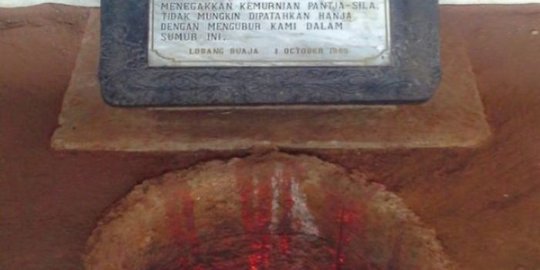 MENEGAKKAN KEMURNIAN PANTJA-SILA.
TIDAK MUNGKIN DIPATAHKAN HANJA
DENGAN MENGUBUR KAMI DALAM
SUMUR INI.
LOBANG BUAJA 1 OCTOBER 1965